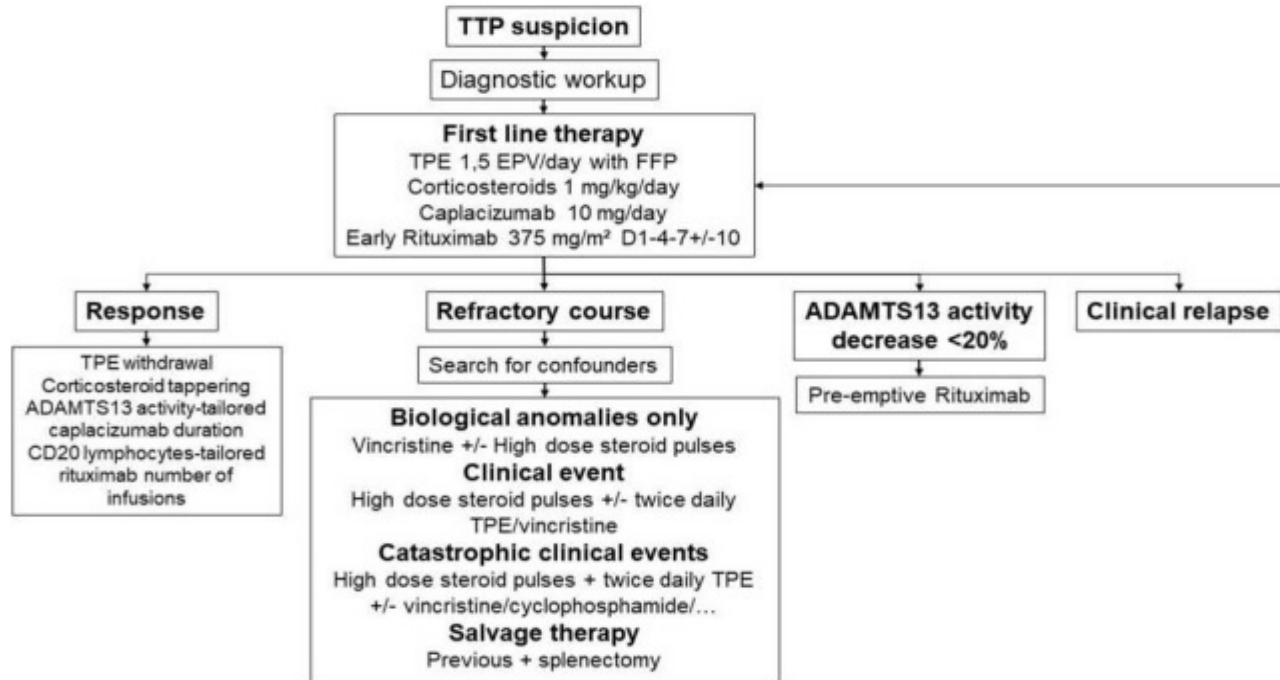 TTP suspicion
Diagnostic workup
First line therapy
TPE 1,5 EPV/day with FFP
Corticosteroids 1 mg/kg/day
Caplacizumab 10 mg/day
Early Rituximab 375 mg/m² D1-4-7+/-10
Response
TPE withdrawal
Corticosteroid tappering
ADAMTS13 activity-tailored
caplacizumab duration
CD20 lymphocytes-tailored
rituximab number of
infusions
Refractory course
Search for confounders
Biological anomalies only
Vincristine +/- High dose steroid pulses
Clinical event
High dose steroid pulses +/- twice daily
TPE/vincristine
Catastrophic clinical events
High dose steroid pulses + twice daily TPE
+/- vincristine/cyclophosphamide/…
Salvage therapy
Previous + splenectomy
ADAMTS13 activity
decrease <20%
Pre-emptive Rituximab
Clinical relapse